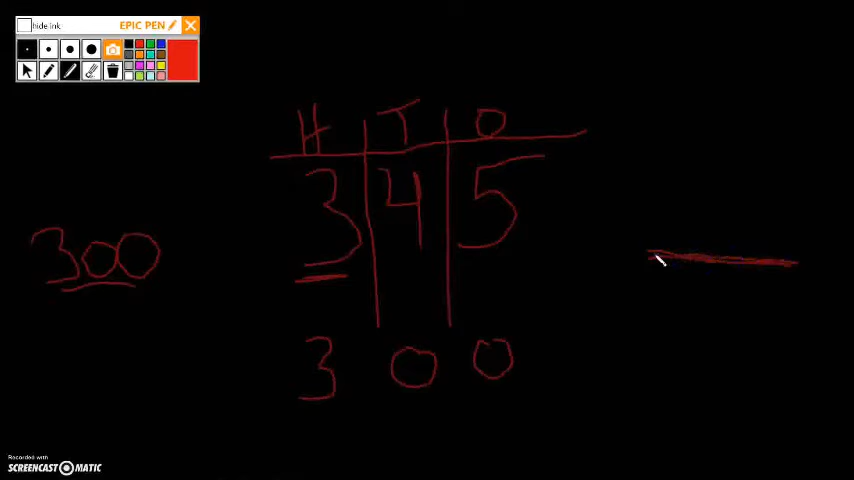 hide ink EPIC PEN
H T O
3 4 5
300
3 0 0
Recorded with
SCREENCAST MATIC